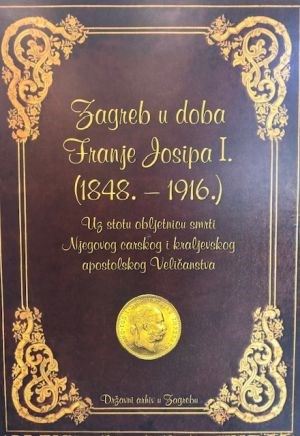 Zagreb u doba
Franje Josipa I.
(1848. – 1916.)
Uz stotu obljetnicu smrti
Njegovog carskog i kraljevskog
apostolskog Veličanstva
Državni arhiv u Zagrebu